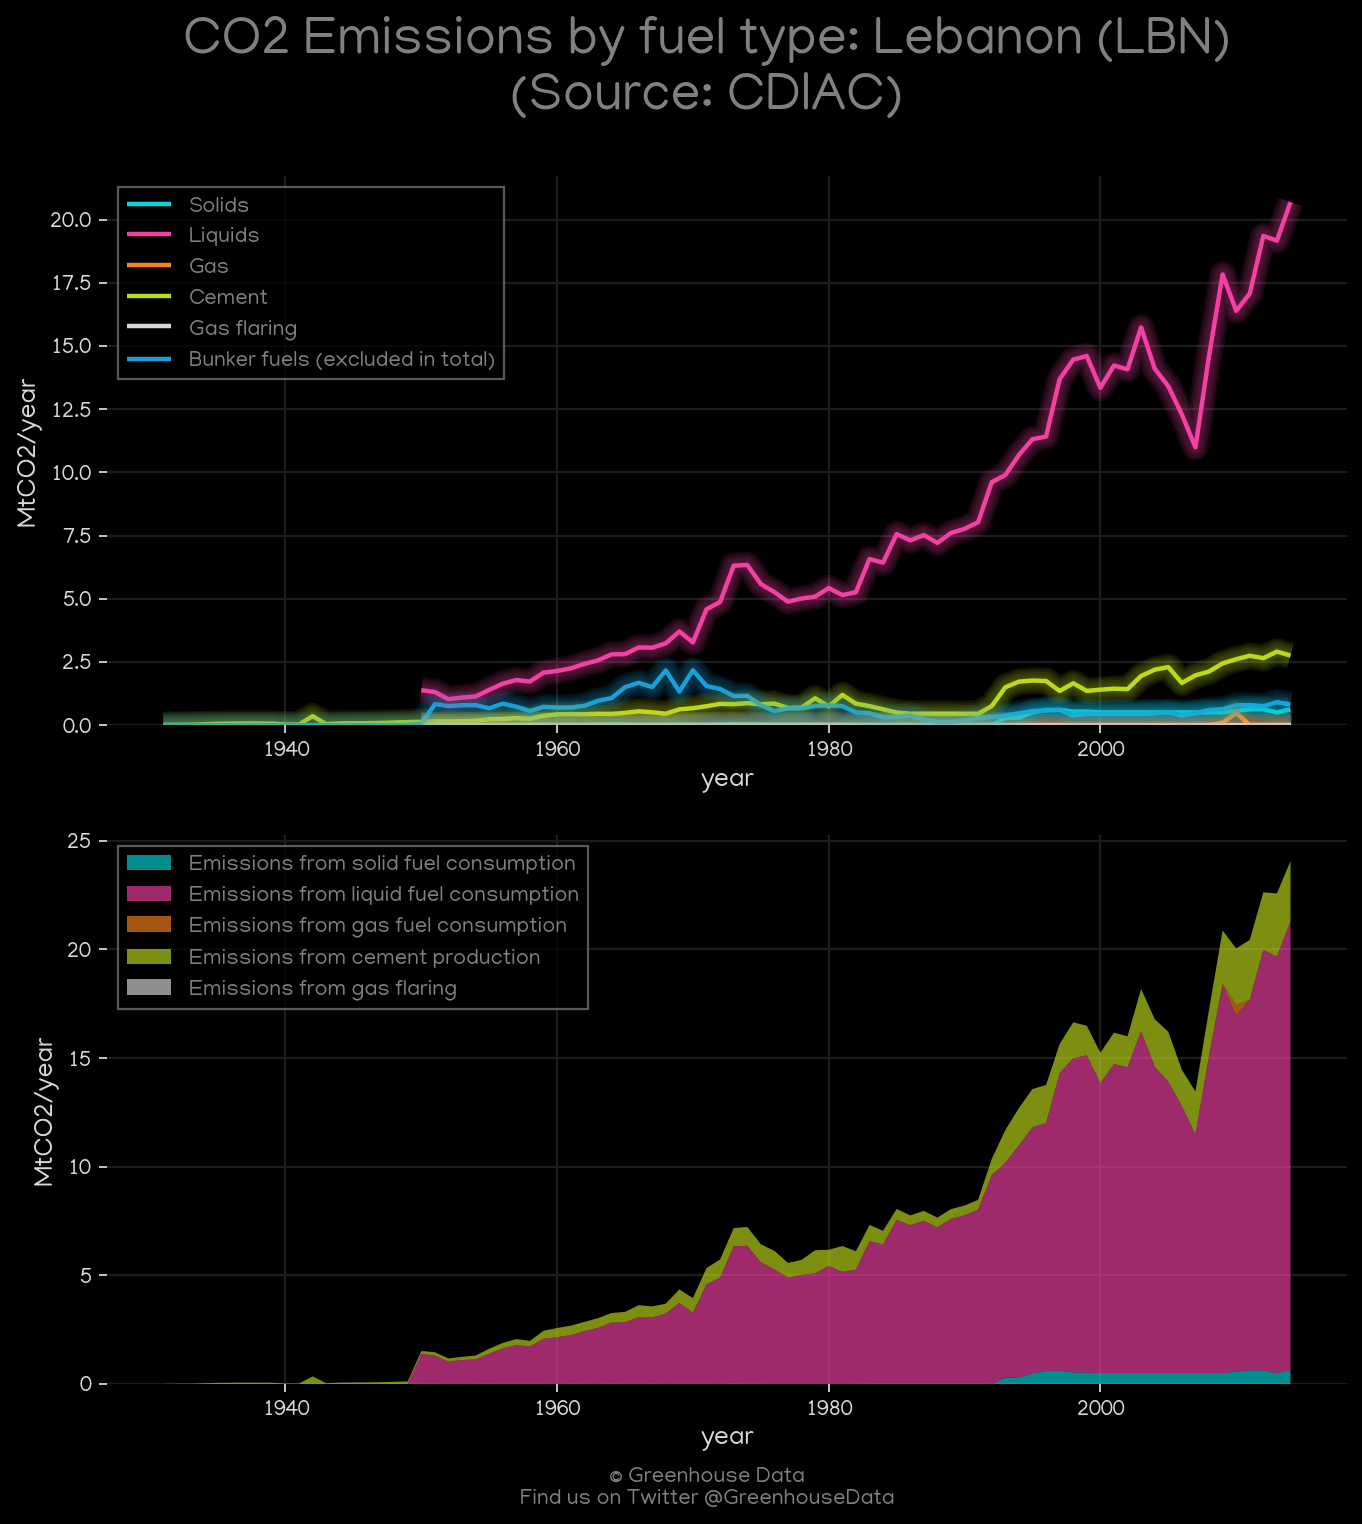 CO2 Emissions by fuel type: Lebanon (LBN)
(Source: CDIAC)
Solids
Liquids
Gas
Cement
Gas flaring
Bunker fuels (excluded in total)
20.0
17.5
15.0
12.5
10.0
7.5
5.0
2.5
0.0
MtCO2/year
1940 1960 1980 2000
year
Emissions from solid fuel consumption
Emissions from liquid fuel consumption
Emissions from gas fuel consumption
Emissions from cement production
Emissions from gas flaring
25
20
15
10
5
0
MtCO2/year
1940 1960 1980 2000
year
© Greenhouse Data
Find us on Twitter @GreenhouseData